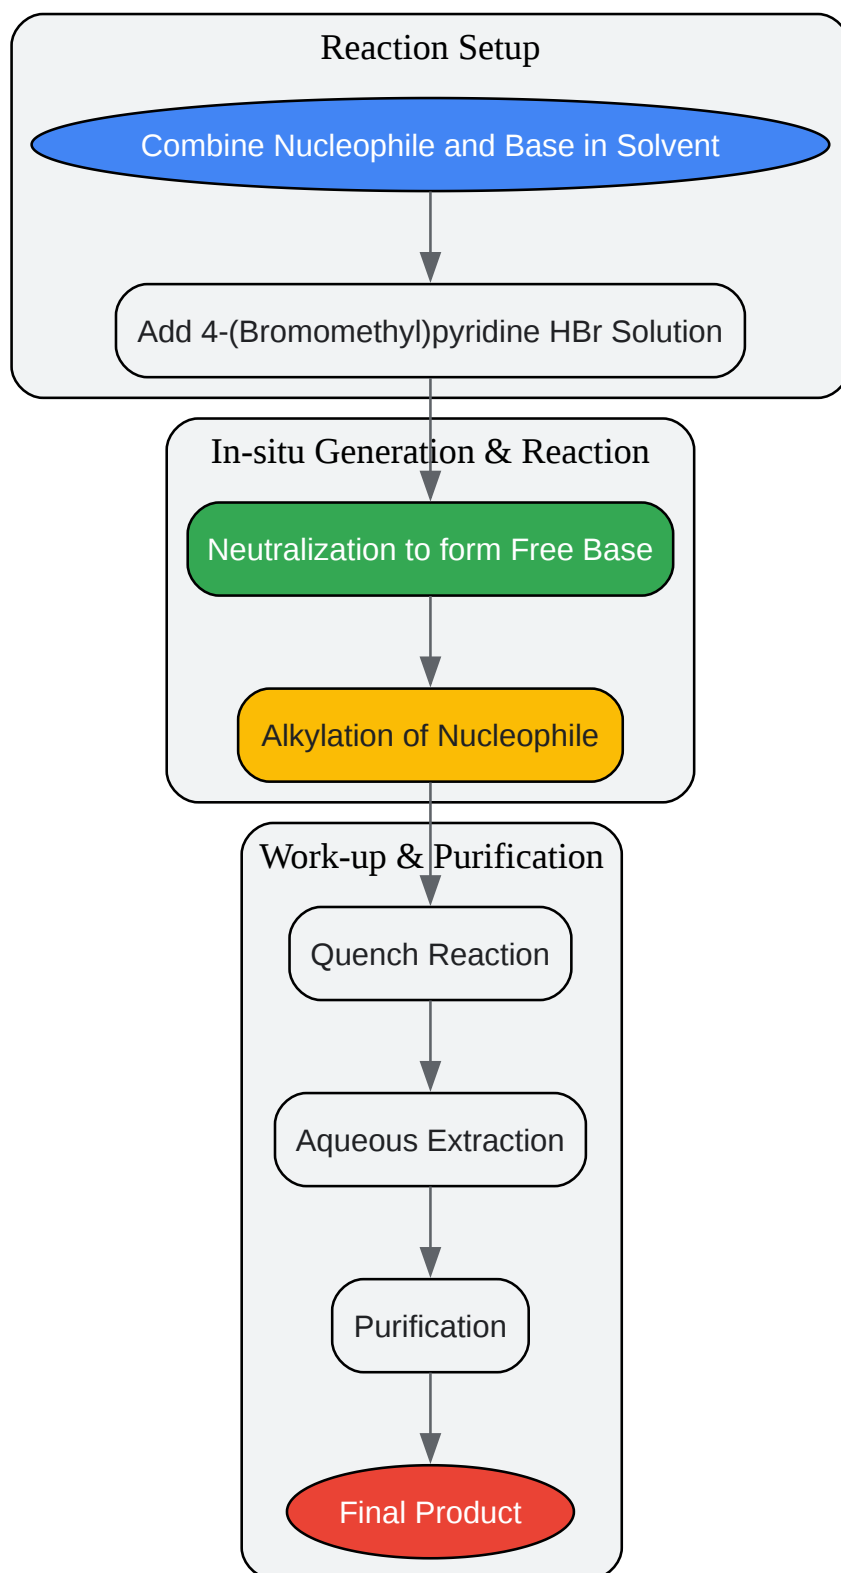 Reaction Setup
Combine Nucleophile and Base in Solvent
Add 4-(Bromomethyl)pyridine HBr Solution
In-situ Generation & Reaction
Neutralization to form Free Base
Alkylation of Nucleophile
Work-up & Purification
Quench Reaction
Aqueous Extraction
Purification
Final Product